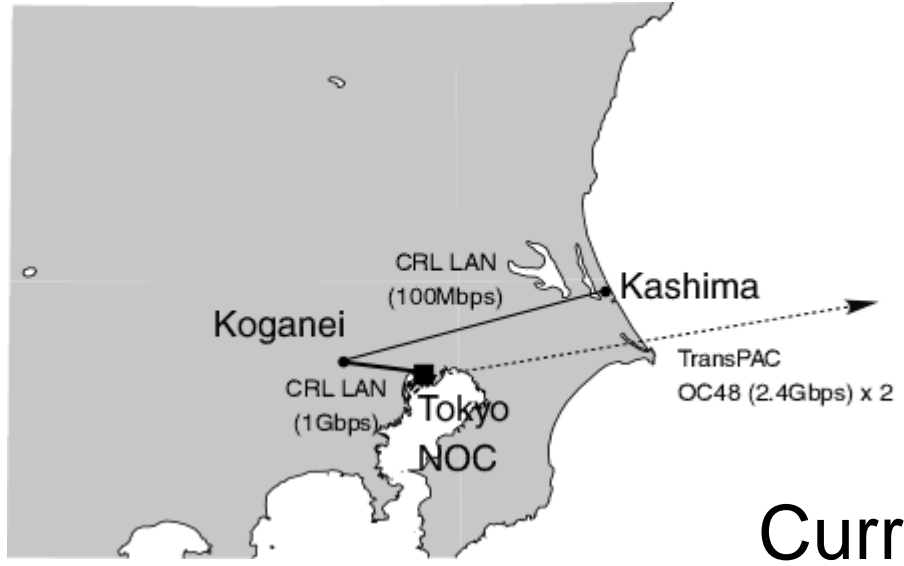 CRL LAN
(100Mbps)
Kashima
Koganei
TransPAC
OC48 (2.4Gbps) x 2
CRL LAN
(1Gbps)
Tokyo
NOC
Curr